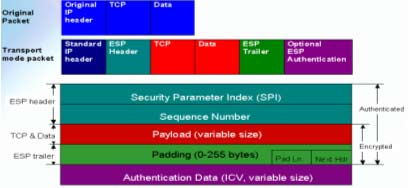 Original Packet
Original IP header
TCP
Data
Transport mode packet
Standard IP header
ESP Header
TCP
Data
ESP Trailer
Optional ESP Authentication
ESP header
Security Parameter Index (SPI)
Sequence Number
Authenticated
TCP & Data
Payload (variable size)
Encrypted
ESP trailer
Padding (0-255 bytes)
Pad Ln.
Next Hdr
Authentication Data (ICV, variable size)